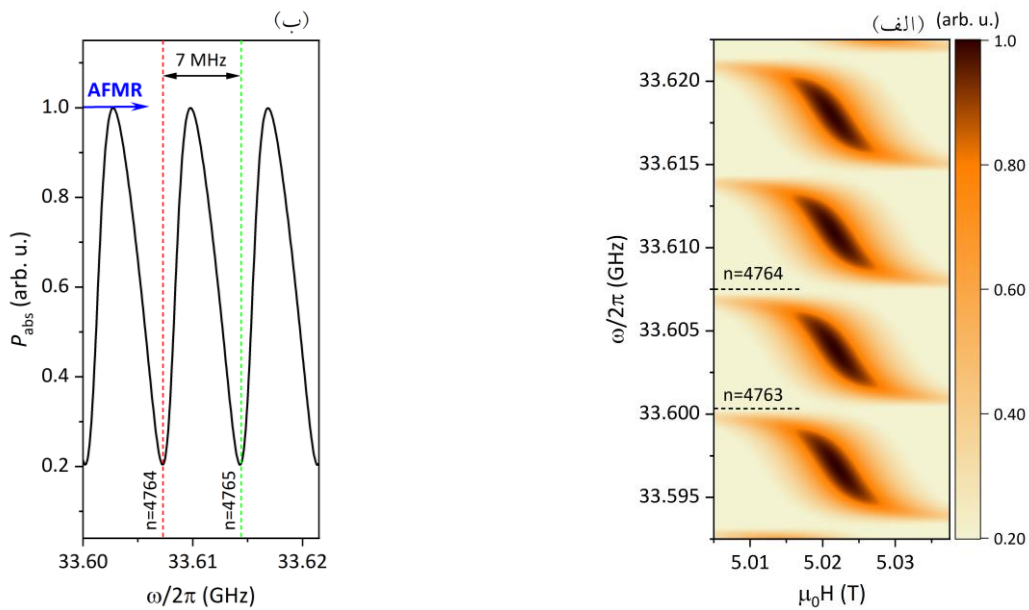 (ب)
7 MHz
AFMR
1.0
0.8
0.6
0.4
0.2
P_abs (arb. u.)
n=4764
n=4765
33.60
33.61
33.62
ω/2π (GHz)
(الف)
(arb. u.)
33.620
33.615
33.610
33.605
33.600
33.595
ω/2π (GHz)
n=4764
n=4763
5.01
5.02
5.03
μ₀H (T)
1.0
0.80
0.60
0.40
0.20